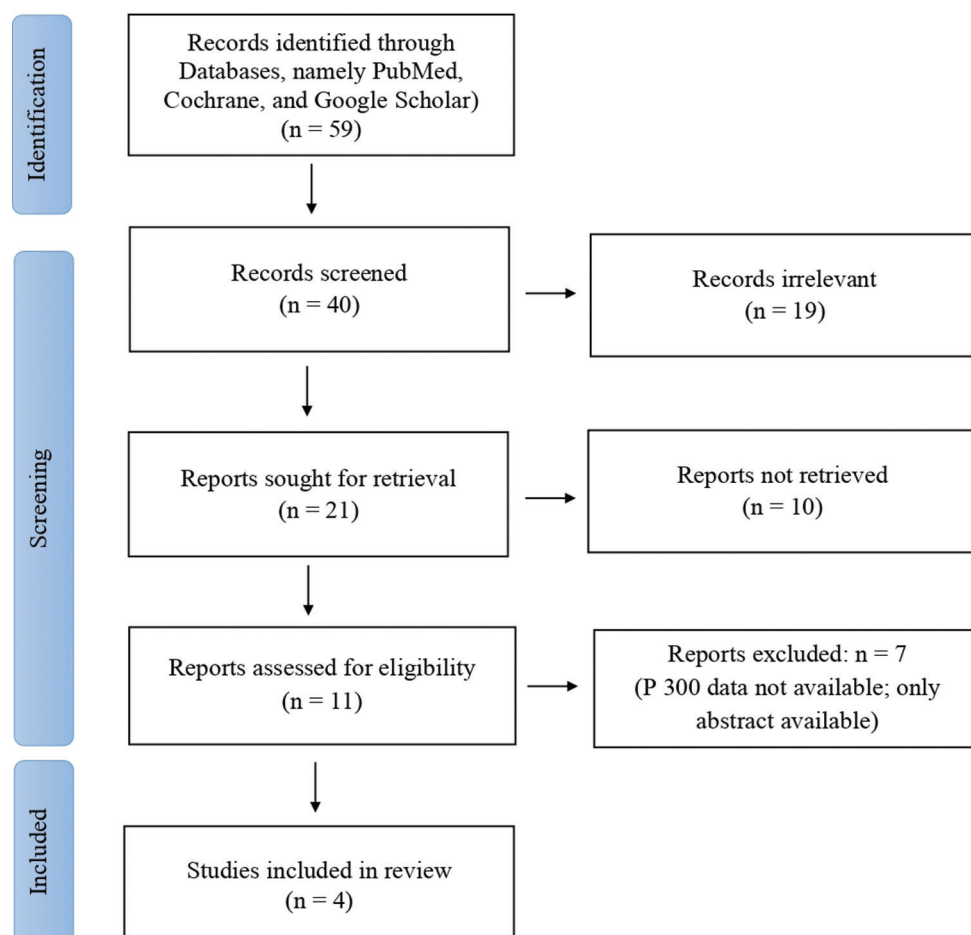 Identification
Records identified through
Databases, namely PubMed,
Cochrane, and Google Scholar)
(n = 59)
Screening
Records screened
(n = 40)
Records irrelevant
(n = 19)
Reports sought for retrieval
(n = 21)
Reports not retrieved
(n = 10)
Reports assessed for eligibility
(n = 11)
Reports excluded: n = 7
(P 300 data not available; only
abstract available)
Included
Studies included in review
(n = 4)